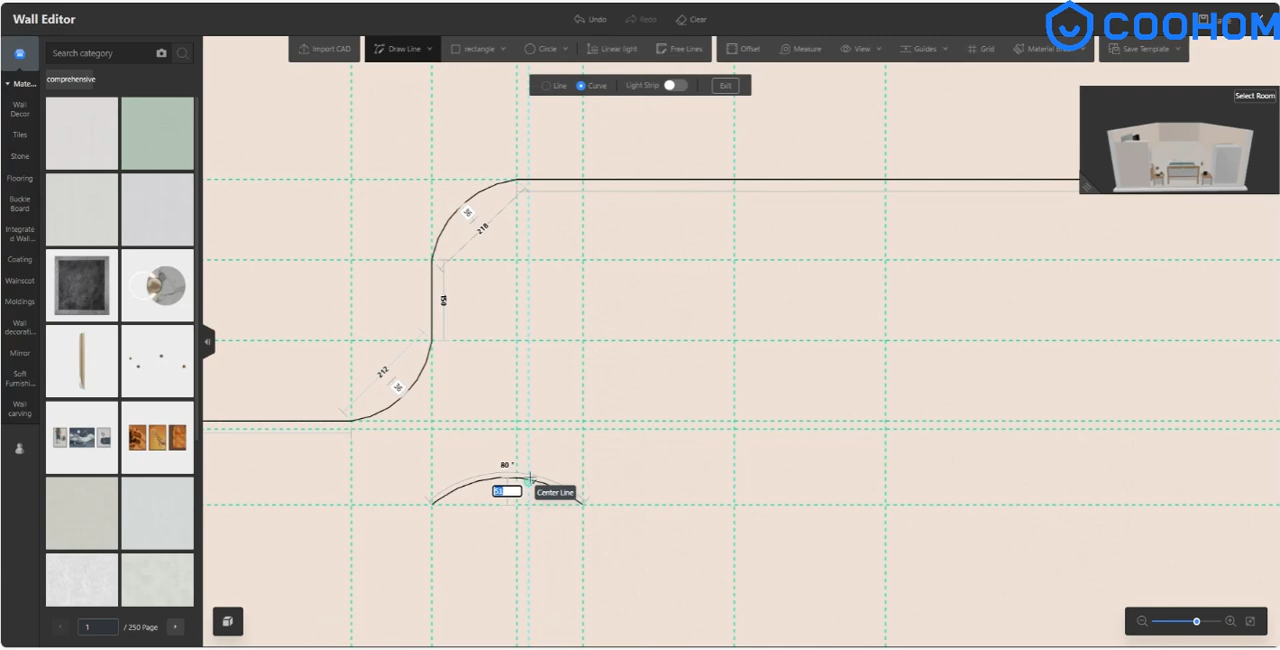 Wall Editor
Undo
Redo
Clear
COOHOM
Search category
Import CAD
Draw Line
rectangle
Circle
Linear light
Free Lines
Offset
Measure
View
Guides
Grid
Material
Save Template
comprehensive
Line
Curve
Light Strip
Exit
Select Room
Mate...
Wall
Decor
Tiles
Stone
Flooring
Buckle
Board
Integrate
d Wall...
Coating
Wainscot
Moldings
Wall
decorati...
Mirror
Soft
Furnishi...
Wall
carving
36
218
150
212
36
80 °
53
Center Line
1
/ 250 Page